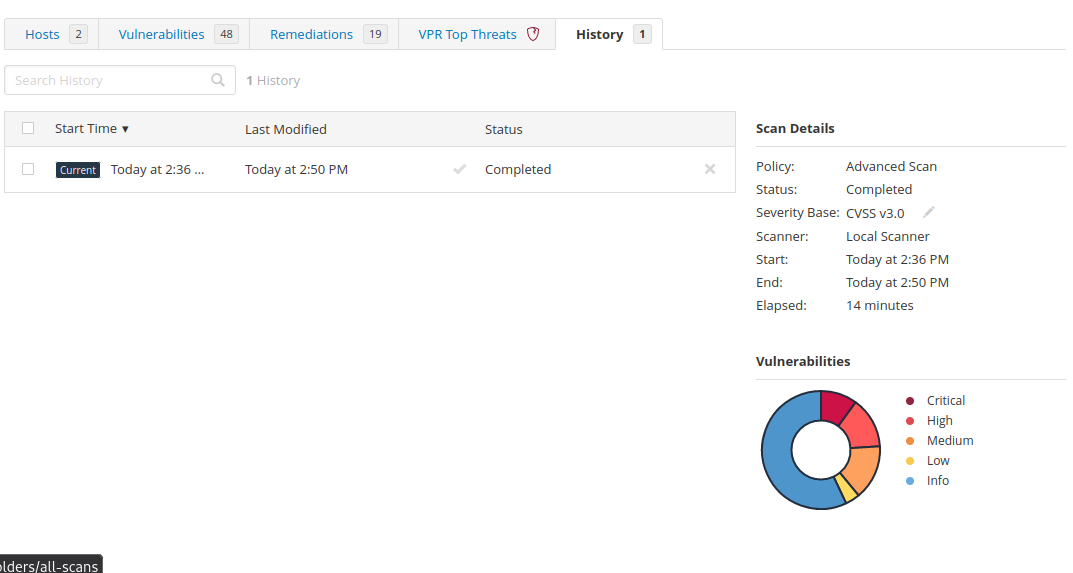 Hosts 2 Vulnerabilities 48 Remediations 19 VPR Top Threats History 1
Search History 1 History
Start Time ▾ Last Modified Status
Current Today at 2:36 ... Today at 2:50 PM Completed
Scan Details
Policy: Advanced Scan
Status: Completed
Severity Base: CVSS v3.0
Scanner: Local Scanner
Start: Today at 2:36 PM
End: Today at 2:50 PM
Elapsed: 14 minutes
Vulnerabilities
Critical
High
Medium
Low
Info
olders/all-scans